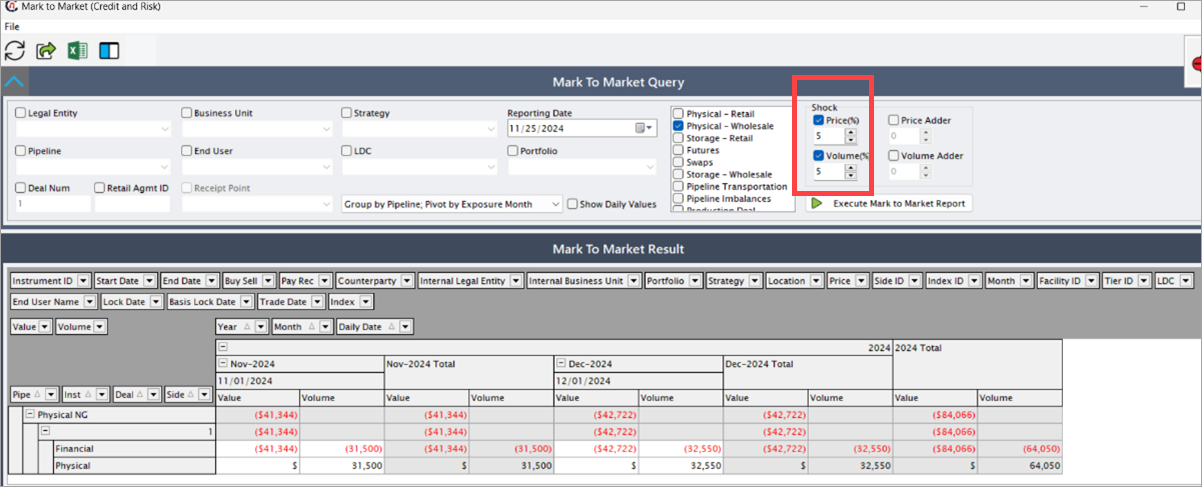 Mark to Market (Credit and Risk)
File
Mark To Market Query
Legal Entity
Business Unit
Strategy
Reporting Date
11/25/2024
Pipeline
End User
LDC
Portfolio
Deal Num
Retail Agmt ID
Receipt Point
1
Group by Pipeline; Pivot by Exposure Month
Show Daily Values
Physical - Retail
Physical - Wholesale
Storage - Retail
Futures
Swaps
Storage - Wholesale
Pipeline Transportation
Pipeline Imbalances
Production Deal
Shock
Price(%)
5
Price Adder
0
Volume(%
5
Volume Adder
0
Execute Mark to Market Report
Mark To Market Result
Instrument ID Start Date End Date Buy Sell Pay Rec Counterparty Internal Legal Entity Internal Business Unit Portfolio Strategy Location Price Side ID Index ID Month Facility ID Tier ID LDC
End User Name Lock Date Basis Lock Date Trade Date Index
Value Volume Year Month Daily Date
2024 2024 Total
Nov-2024 Nov-2024 Total Dec-2024 Dec-2024 Total
11/01/2024 12/01/2024
Pipe Inst Deal Side Value Volume Value Volume Value Volume Value Volume Value Volume
Physical NG ($41,344) ($41,344) ($42,722) ($42,722) ($84,066)
1 ($41,344) ($41,344) ($42,722) ($42,722) ($84,066)
Financial ($41,344) (31,500) ($41,344) (31,500) ($42,722) (32,550) ($42,722) (32,550) ($84,066) (64,050)
Physical $ 31,500 $ 31,500 $ 32,550 $ 32,550 $ 64,050